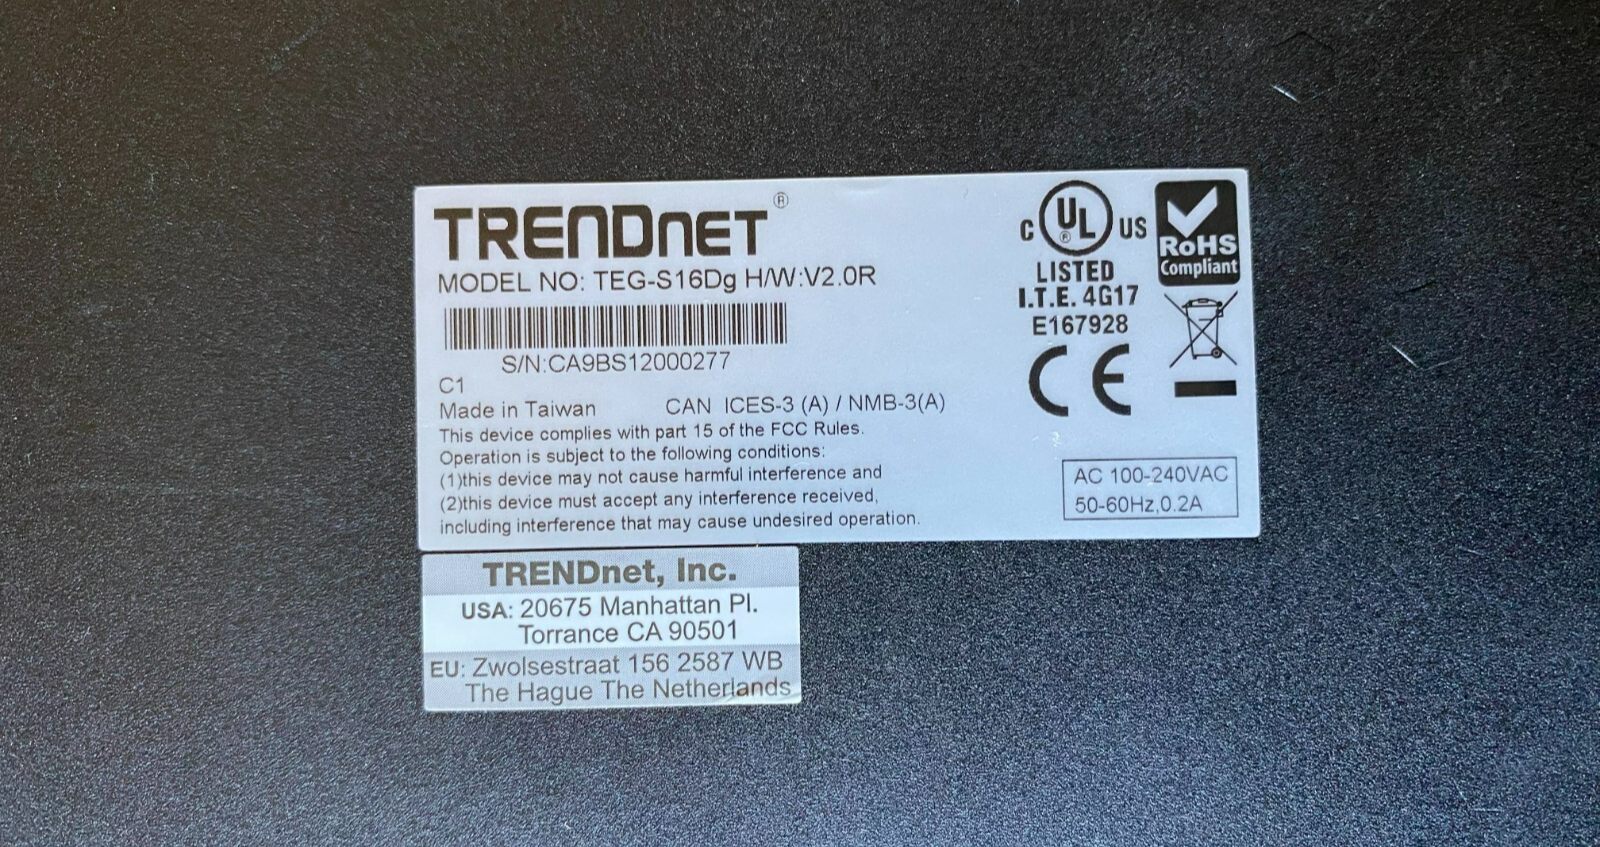 TRENDnET®
MODEL NO: TEG-S16Dg H/W:V2.0R
S/N:CA9BS12000277
C1
Made in Taiwan CAN ICES-3 (A) / NMB-3(A)
This device complies with part 15 of the FCC Rules.
Operation is subject to the following conditions:
(1)this device may not cause harmful interference and
(2)this device must accept any interference received,
including interference that may cause undesired operation.
C UL® US
LISTED
I.T.E. 4G17
E167928
CE
RoHS
Compliant
AC 100-240VAC
50-60Hz,0.2A
TRENDnet, Inc.
USA: 20675 Manhattan Pl.
Torrance CA 90501
EU: Zwolsestraat 156 2587 WB
The Hague The Netherlands